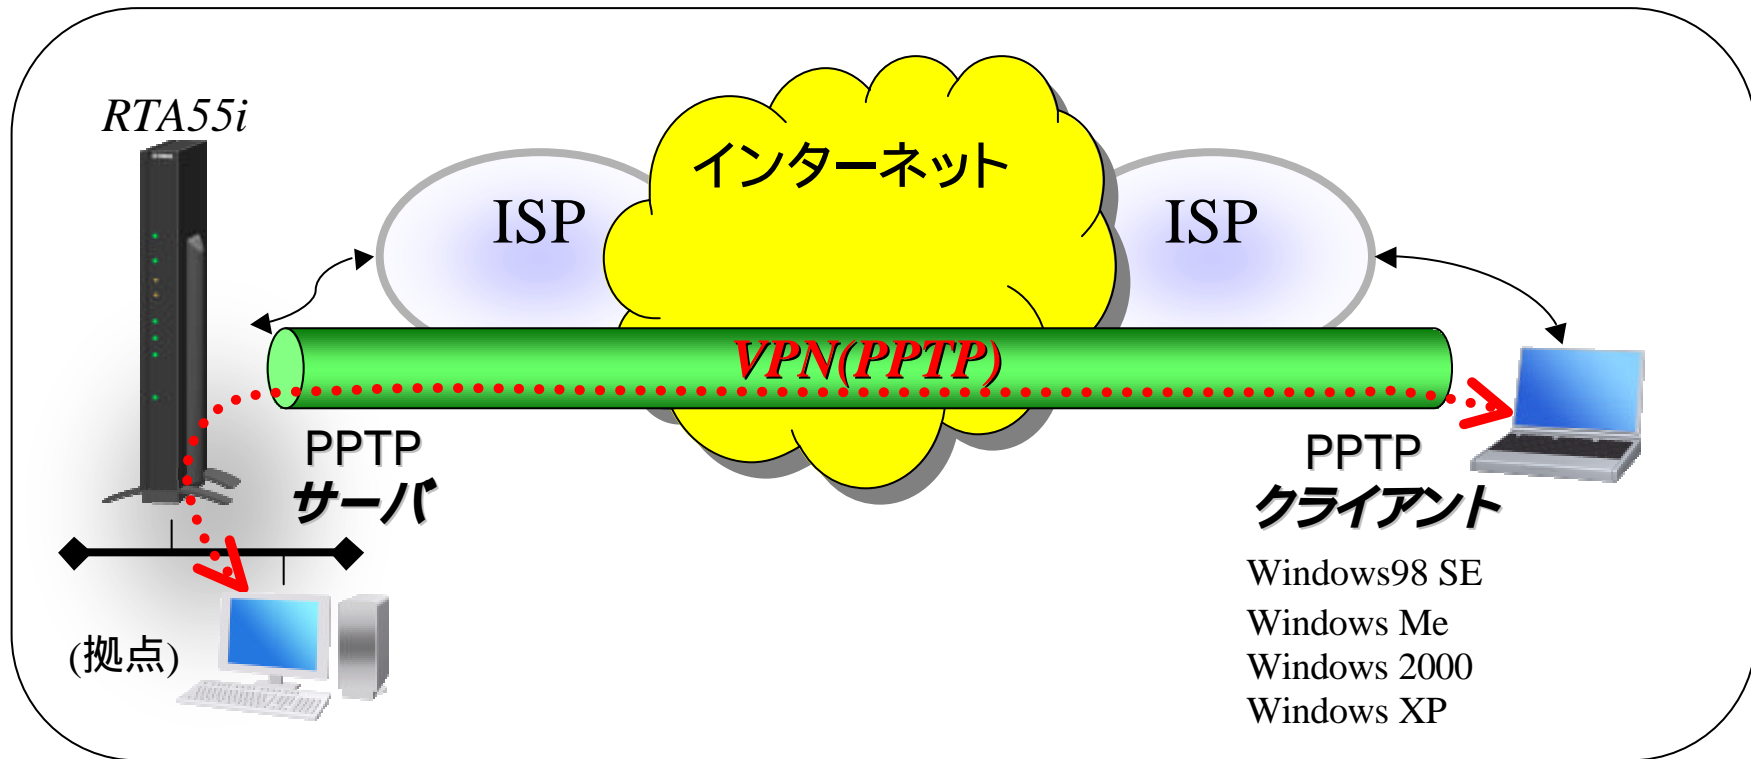 RTA55i
インターネット
ISP
ISP
VPN(PPTP)
PPTP
サーバ
PPTP
クライアント
Windows98 SE
Windows Me
Windows 2000
Windows XP
(拠点)